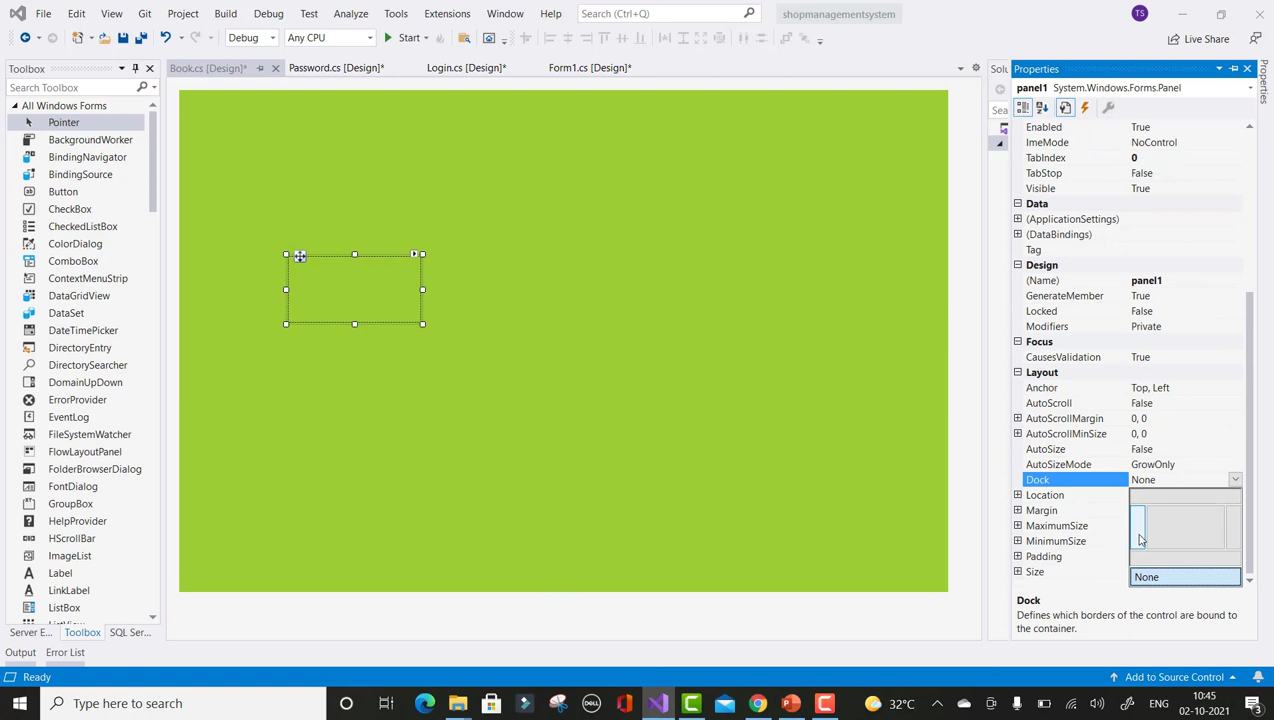 File Edit View Git Project Build Debug Test Analyze Tools Extensions Window Help Search (Ctrl+Q) shopmanagementsystem TS
Debug Any CPU Start Live Share
Toolbox Book.cs [Design]* Password.cs [Design]* Login.cs [Design]* Form1.cs [Design]* Solu Properties Properties
Search Toolbox panel1 System.Windows.Forms.Panel
All Windows Forms Sea
Pointer
BackgroundWorker
BindingNavigator
BindingSource
Button
CheckBox
CheckedListBox
ColorDialog
ComboBox
ContextMenuStrip
DataGridView
DataSet
DateTimePicker
DirectoryEntry
DirectorySearcher
DomainUpDown
ErrorProvider
EventLog
FileSystemWatcher
FlowLayoutPanel
FolderBrowserDialog
FontDialog
GroupBox
HelpProvider
HScrollBar
ImageList
Label
LinkLabel
ListBox
Server E... Toolbox SQL Ser...
Enabled True
ImeMode NoControl
TabIndex 0
TabStop False
Visible True
Data
(ApplicationSettings)
(DataBindings)
Tag
Design
(Name) panel1
GenerateMember True
Locked False
Modifiers Private
Focus
CausesValidation True
Layout
Anchor Top, Left
AutoScroll False
AutoScrollMargin 0, 0
AutoScrollMinSize 0, 0
AutoSize False
AutoSizeMode GrowOnly
Dock None
Location
Margin
MaximumSize
MinimumSize
Padding
Size
None
Dock
Defines which borders of the control are bound to
the container.
Output Error List
Ready Add to Source Control
Type here to search DELL 32°C ENG 10:45
02-10-2021 3